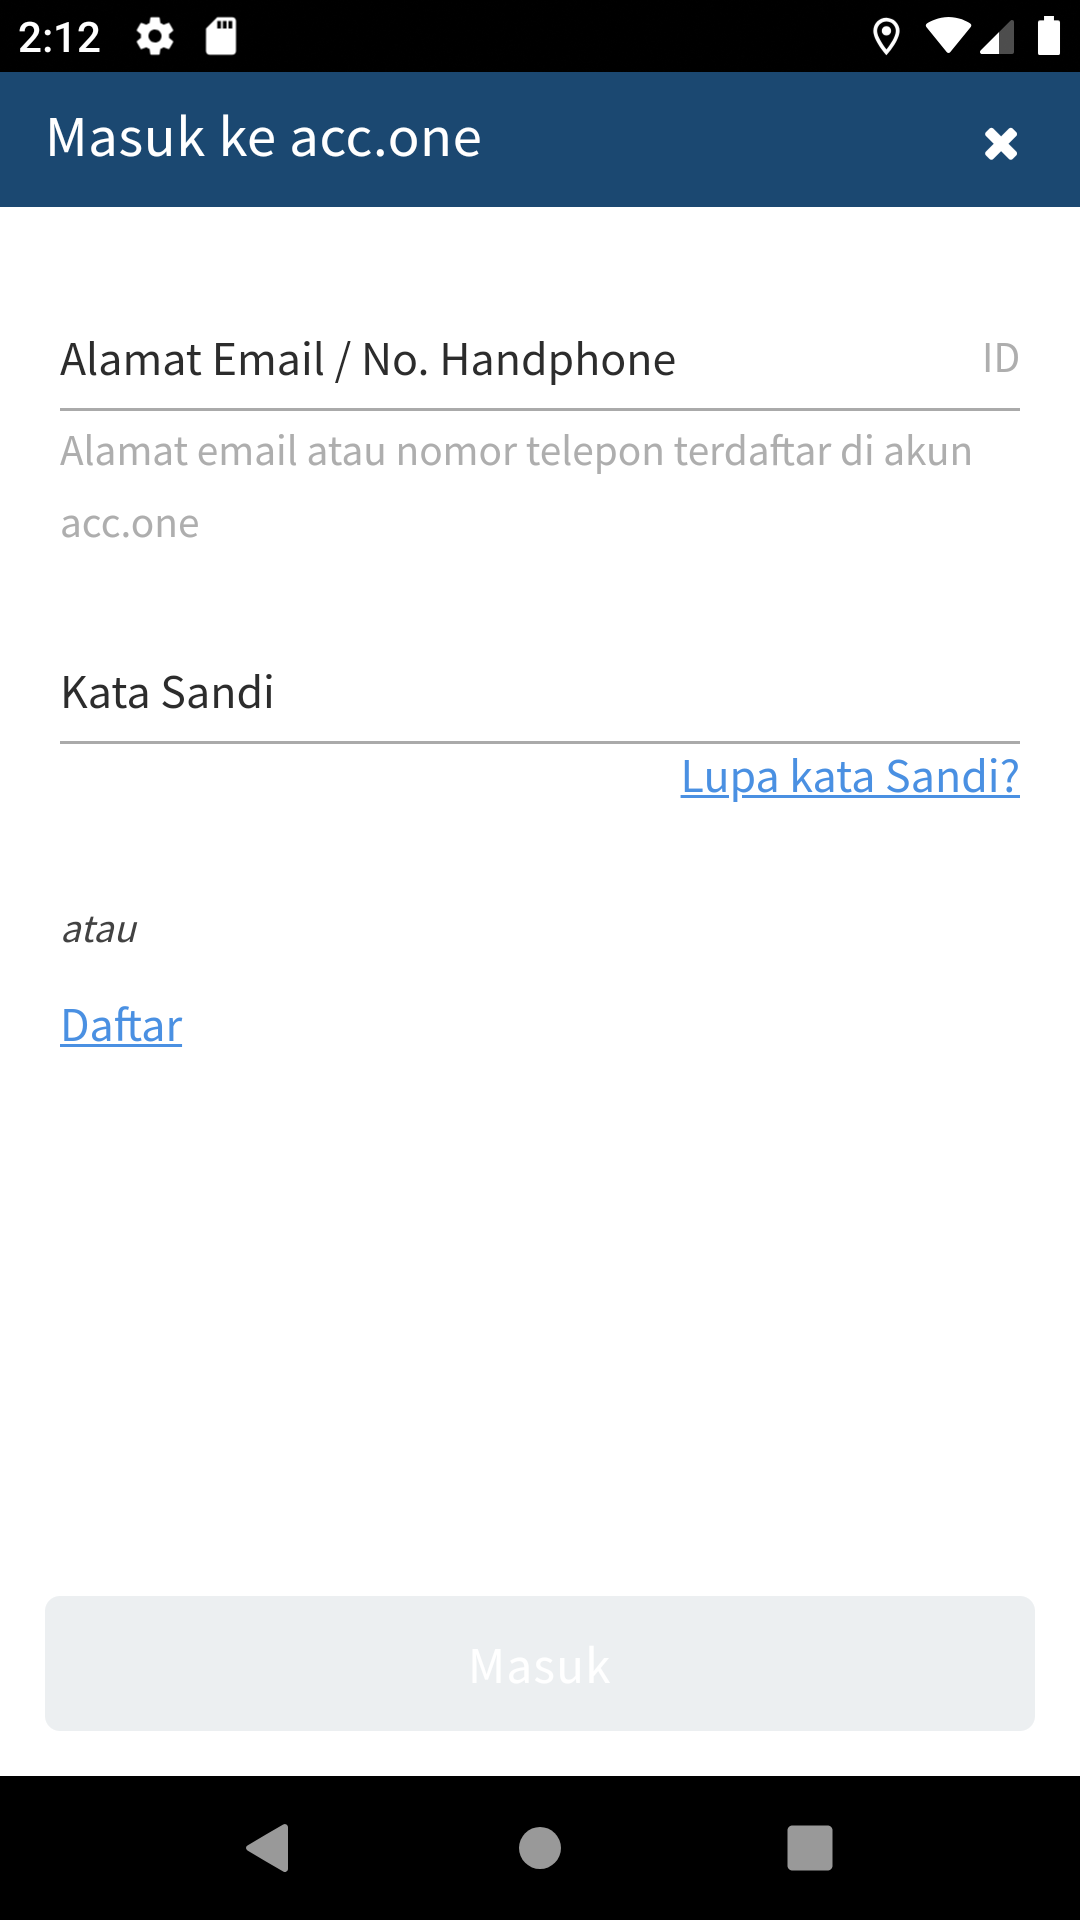 2:12
Masuk ke acc.one
Alamat Email / No. Handphone ID
Alamat email atau nomor telepon terdaftar di akun
acc.one
Kata Sandi
Lupa kata Sandi?
atau
Daftar
Masuk